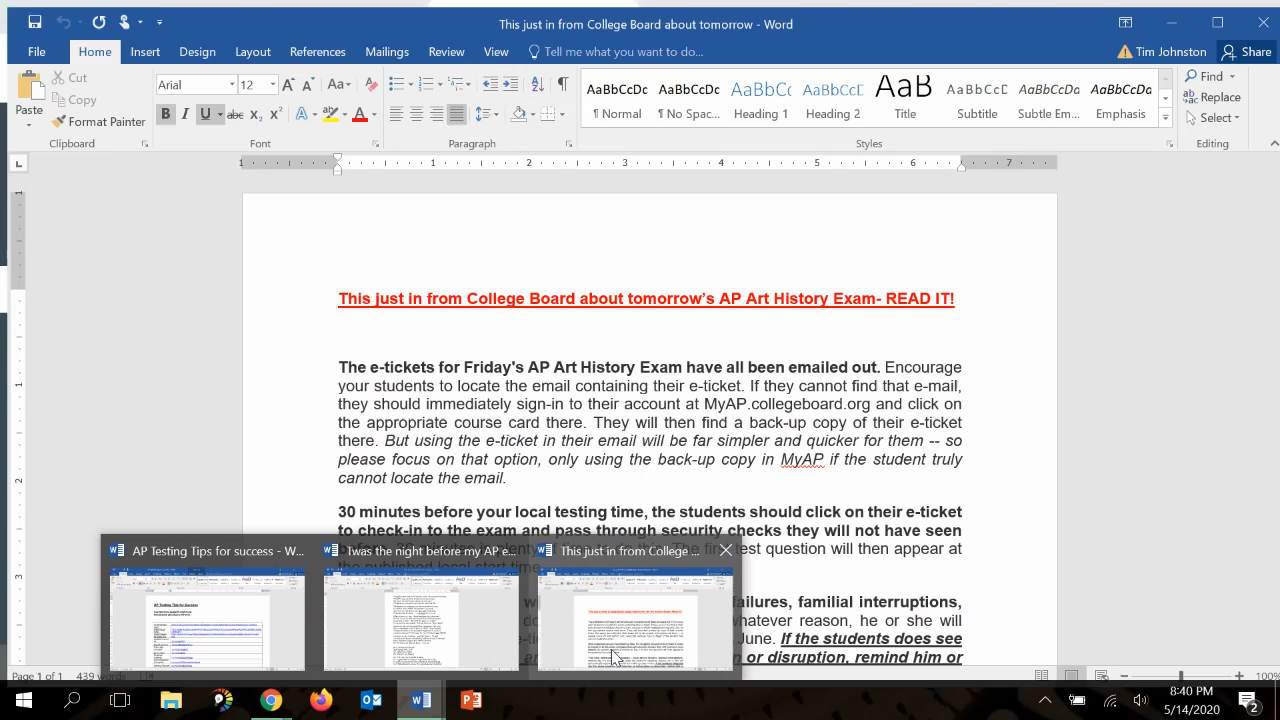 This just in from College Board about tomorrow - Word
Tim Johnston
Share
File Home Insert Design Layout References Mailings Review View Tell me what you want to do...
Paste
Cut
Copy
Format Painter
Clipboard
Arial 12
Font
Paragraph
AaBbCcDc AaBbCcDc AaBbC( AaBbCcE AaB AaBbCcD AaBbCcDa AaBbCcDa
¶ Normal ¶ No Spac... Heading 1 Heading 2 Title Subtitle Subtle Em... Emphasis
Styles
Find
Replace
Select
Editing
1 1 2 3 4 5 6 7
This just in from College Board about tomorrow's AP Art History Exam- READ IT!
The e-tickets for Friday's AP Art History Exam have all been emailed out. Encourage
your students to locate the email containing their e-ticket. If they cannot find that e-mail,
they should immediately sign-in to their account at MyAP.collegeboard.org and click on
the appropriate course card there. They will then find a back-up copy of their e-ticket
there. But using the e-ticket in their email will be far simpler and quicker for them -- so
please focus on that option, only using the back-up copy in MyAP if the student truly
cannot locate the email.
30 minutes before your local testing time, the students should click on their e-ticket
to check-in to the exam and pass through security checks they will not have seen
test question will then appear at
failures, familial interruptions,
whatever reason, he or she will
June. If the students does see
n or disruption, remind him or
AP Testing Tips for success - W...
Twas the night before my AP e...
This just in from College ...
Page 1 of 1 439 words
100%
8:40 PM
5/14/2020
2